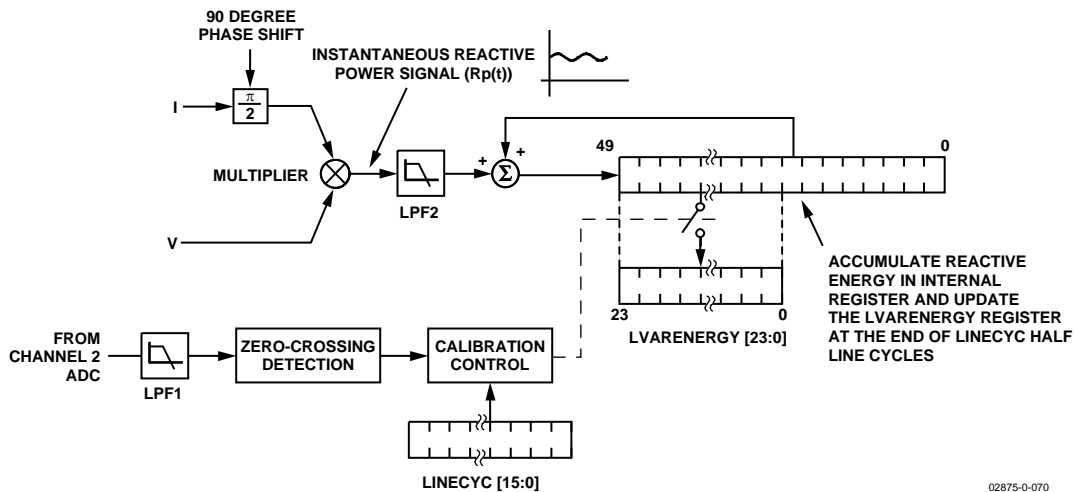 90 DEGREE
PHASE SHIFT
INSTANTANEOUS REACTIVE
POWER SIGNAL (Rp(t))
I
π
2
MULTIPLIER
LPF2
+
+
Σ
49
0
V
23
0
LVARENERGY [23:0]
ACCUMULATE REACTIVE
ENERGY IN INTERNAL
REGISTER AND UPDATE
THE LVARENERGY REGISTER
AT THE END OF LINECYC HALF
LINE CYCLES
FROM
CHANNEL 2
ADC
LPF1
ZERO-CROSSING
DETECTION
CALIBRATION
CONTROL
LINECYC [15:0]
02875-0-070